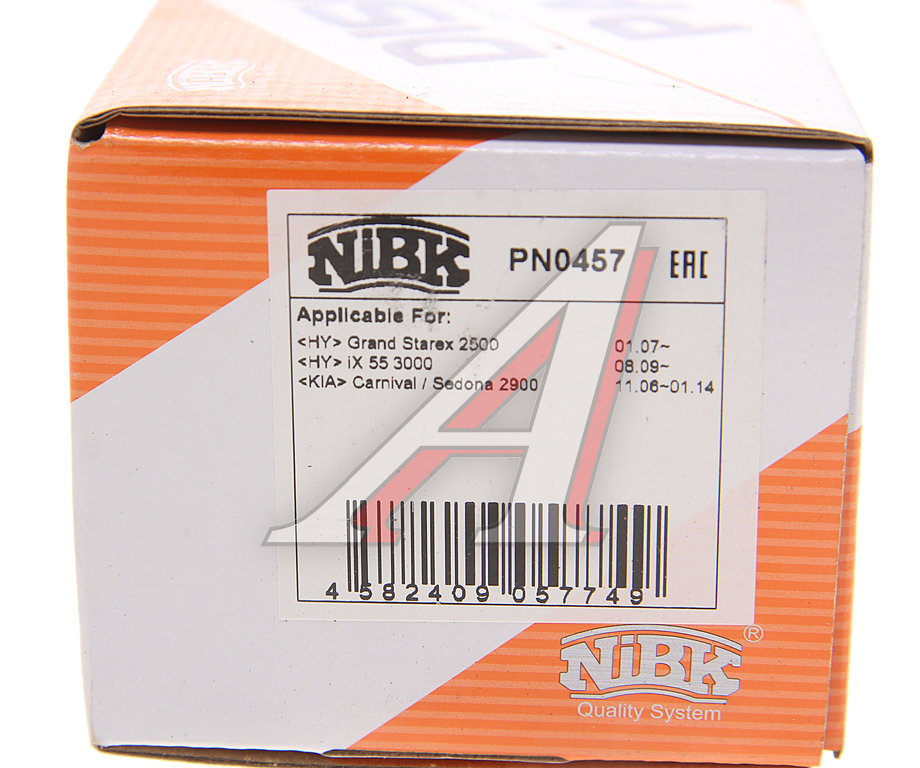 NiBK PN0457 EAC
Applicable For:
<HY> Grand Starex 2500 01.07~
<HY> iX 55 3000 08.09~
<KIA> Carnival / Sedona 2900 11.06~01.14
4 582409 057749
NiBK ®
Quality System